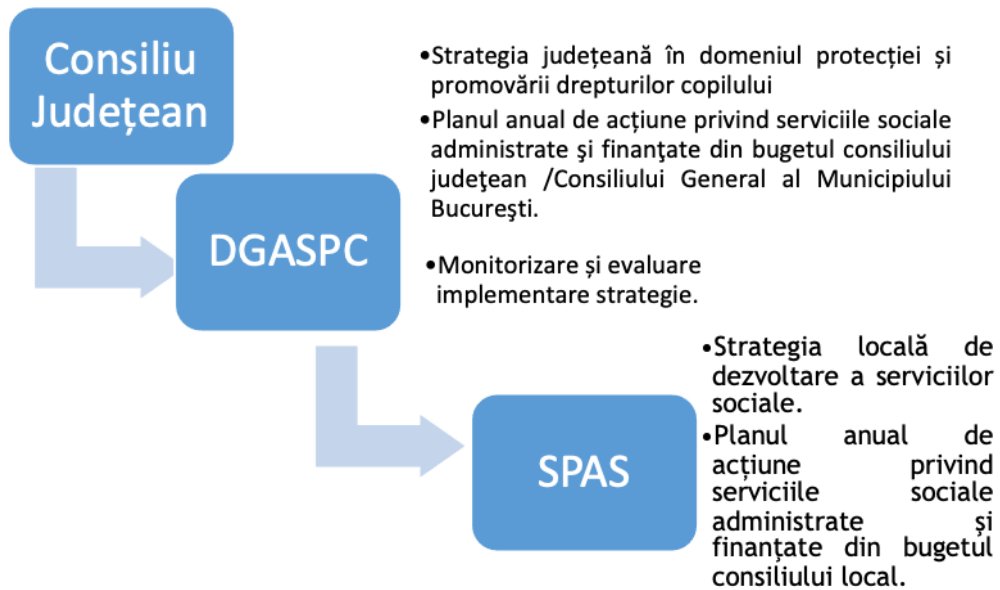 Consiliu
Județean
•Strategia județeană în domeniul protecției și
promovării drepturilor copilului
•Planul anual de acțiune privind serviciile sociale
administrate şi finanţate din bugetul consiliului
judeţean /Consiliului General al Municipiului
Bucureşti.
DGASPC
•Monitorizare și evaluare
implementare strategie.
SPAS
•Strategia locală de
dezvoltare a serviciilor
sociale.
•Planul anual de
acțiune privind
serviciile sociale
administrate şi
finanţate din bugetul
consiliului local.